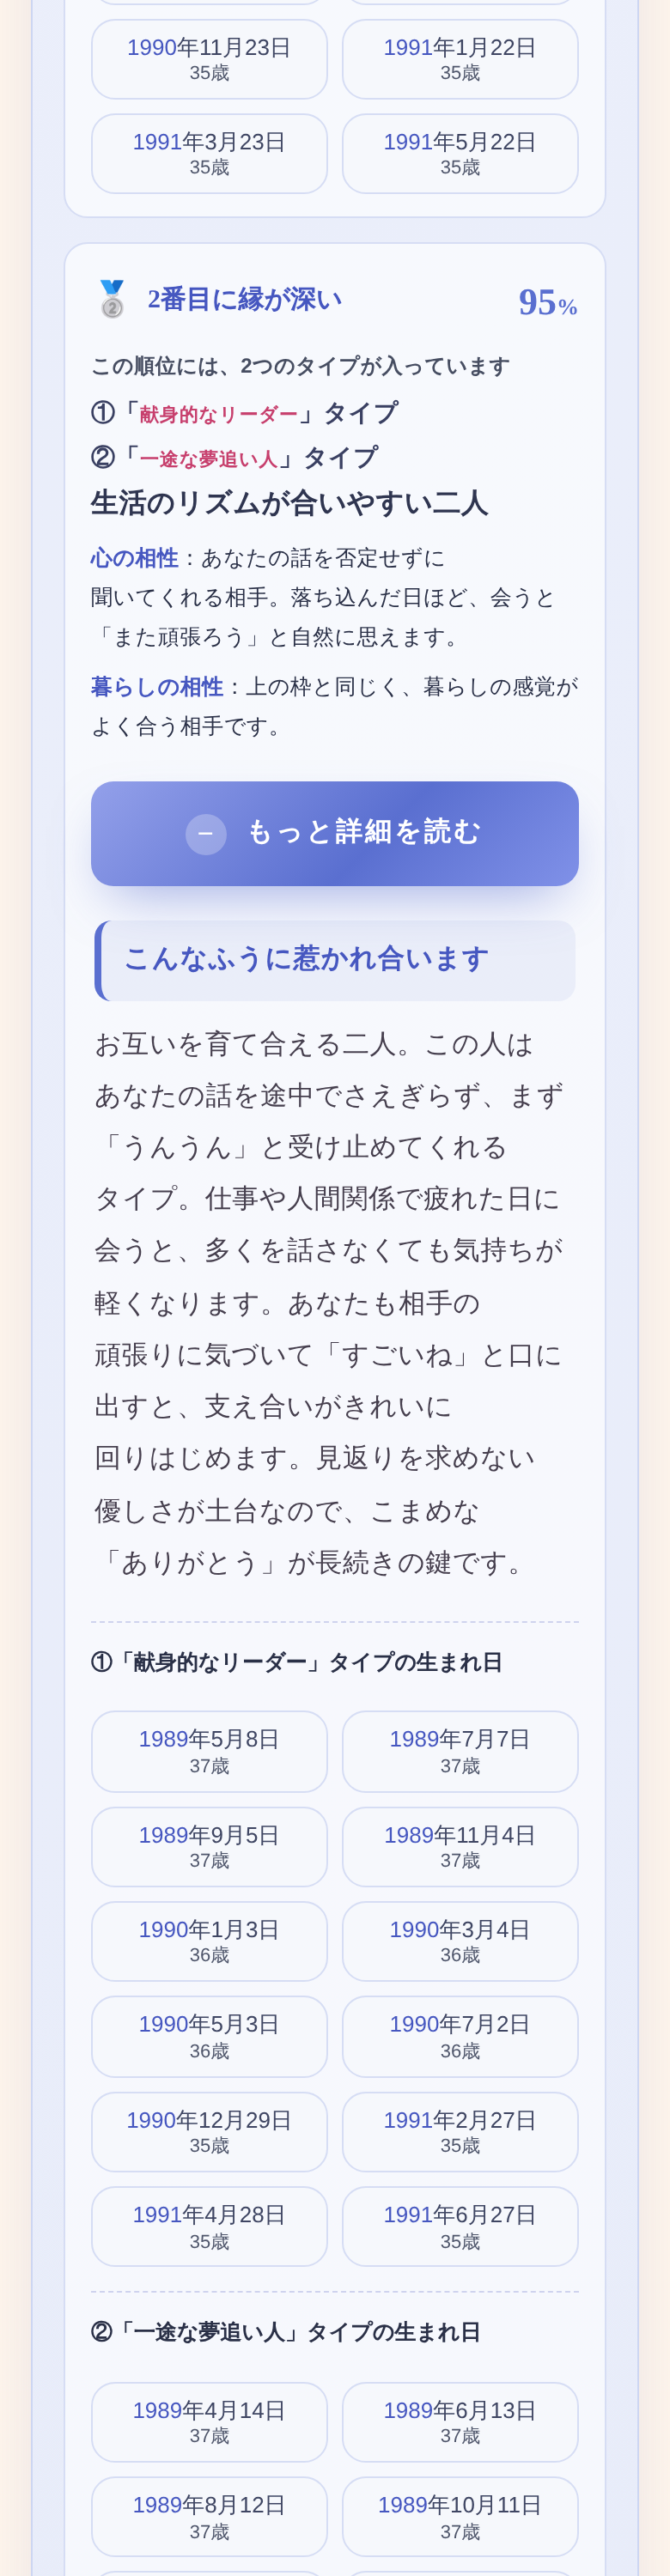 1990年11月23日 1991年1月22日
35歳 35歳
1991年3月23日 1991年5月22日
35歳 35歳
2 2番目に縁が深い 95%
この順位には、2つのタイプが入っています
①「献身的なリーダー」タイプ
②「一途な夢追い人」タイプ
生活のリズムが合いやすい二人
心の相性：あなたの話を否定せずに
聞いてくれる相手。落ち込んだ日ほど、会うと
「また頑張ろう」と自然に思えます。
暮らしの相性：上の枠と同じく、暮らしの感覚が
よく合う相手です。
− もっと詳細を読む
こんなふうに惹かれ合います
お互いを育て合える二人。この人は
あなたの話を途中でさえぎらず、まず
「うんうん」と受け止めてくれる
タイプ。仕事や人間関係で疲れた日に
会うと、多くを話さなくても気持ちが
軽くなります。あなたも相手の
頑張りに気づいて「すごいね」と口に
出すと、支え合いがきれいに
回りはじめます。見返りを求めない
優しさが土台なので、こまめな
「ありがとう」が長続きの鍵です。
①「献身的なリーダー」タイプの生まれ日
1989年5月8日 1989年7月7日
37歳 37歳
1989年9月5日 1989年11月4日
37歳 37歳
1990年1月3日 1990年3月4日
36歳 36歳
1990年5月3日 1990年7月2日
36歳 36歳
1990年12月29日 1991年2月27日
35歳 35歳
1991年4月28日 1991年6月27日
35歳 35歳
②「一途な夢追い人」タイプの生まれ日
1989年4月14日 1989年6月13日
37歳 37歳
1989年8月12日 1989年10月11日
37歳 37歳